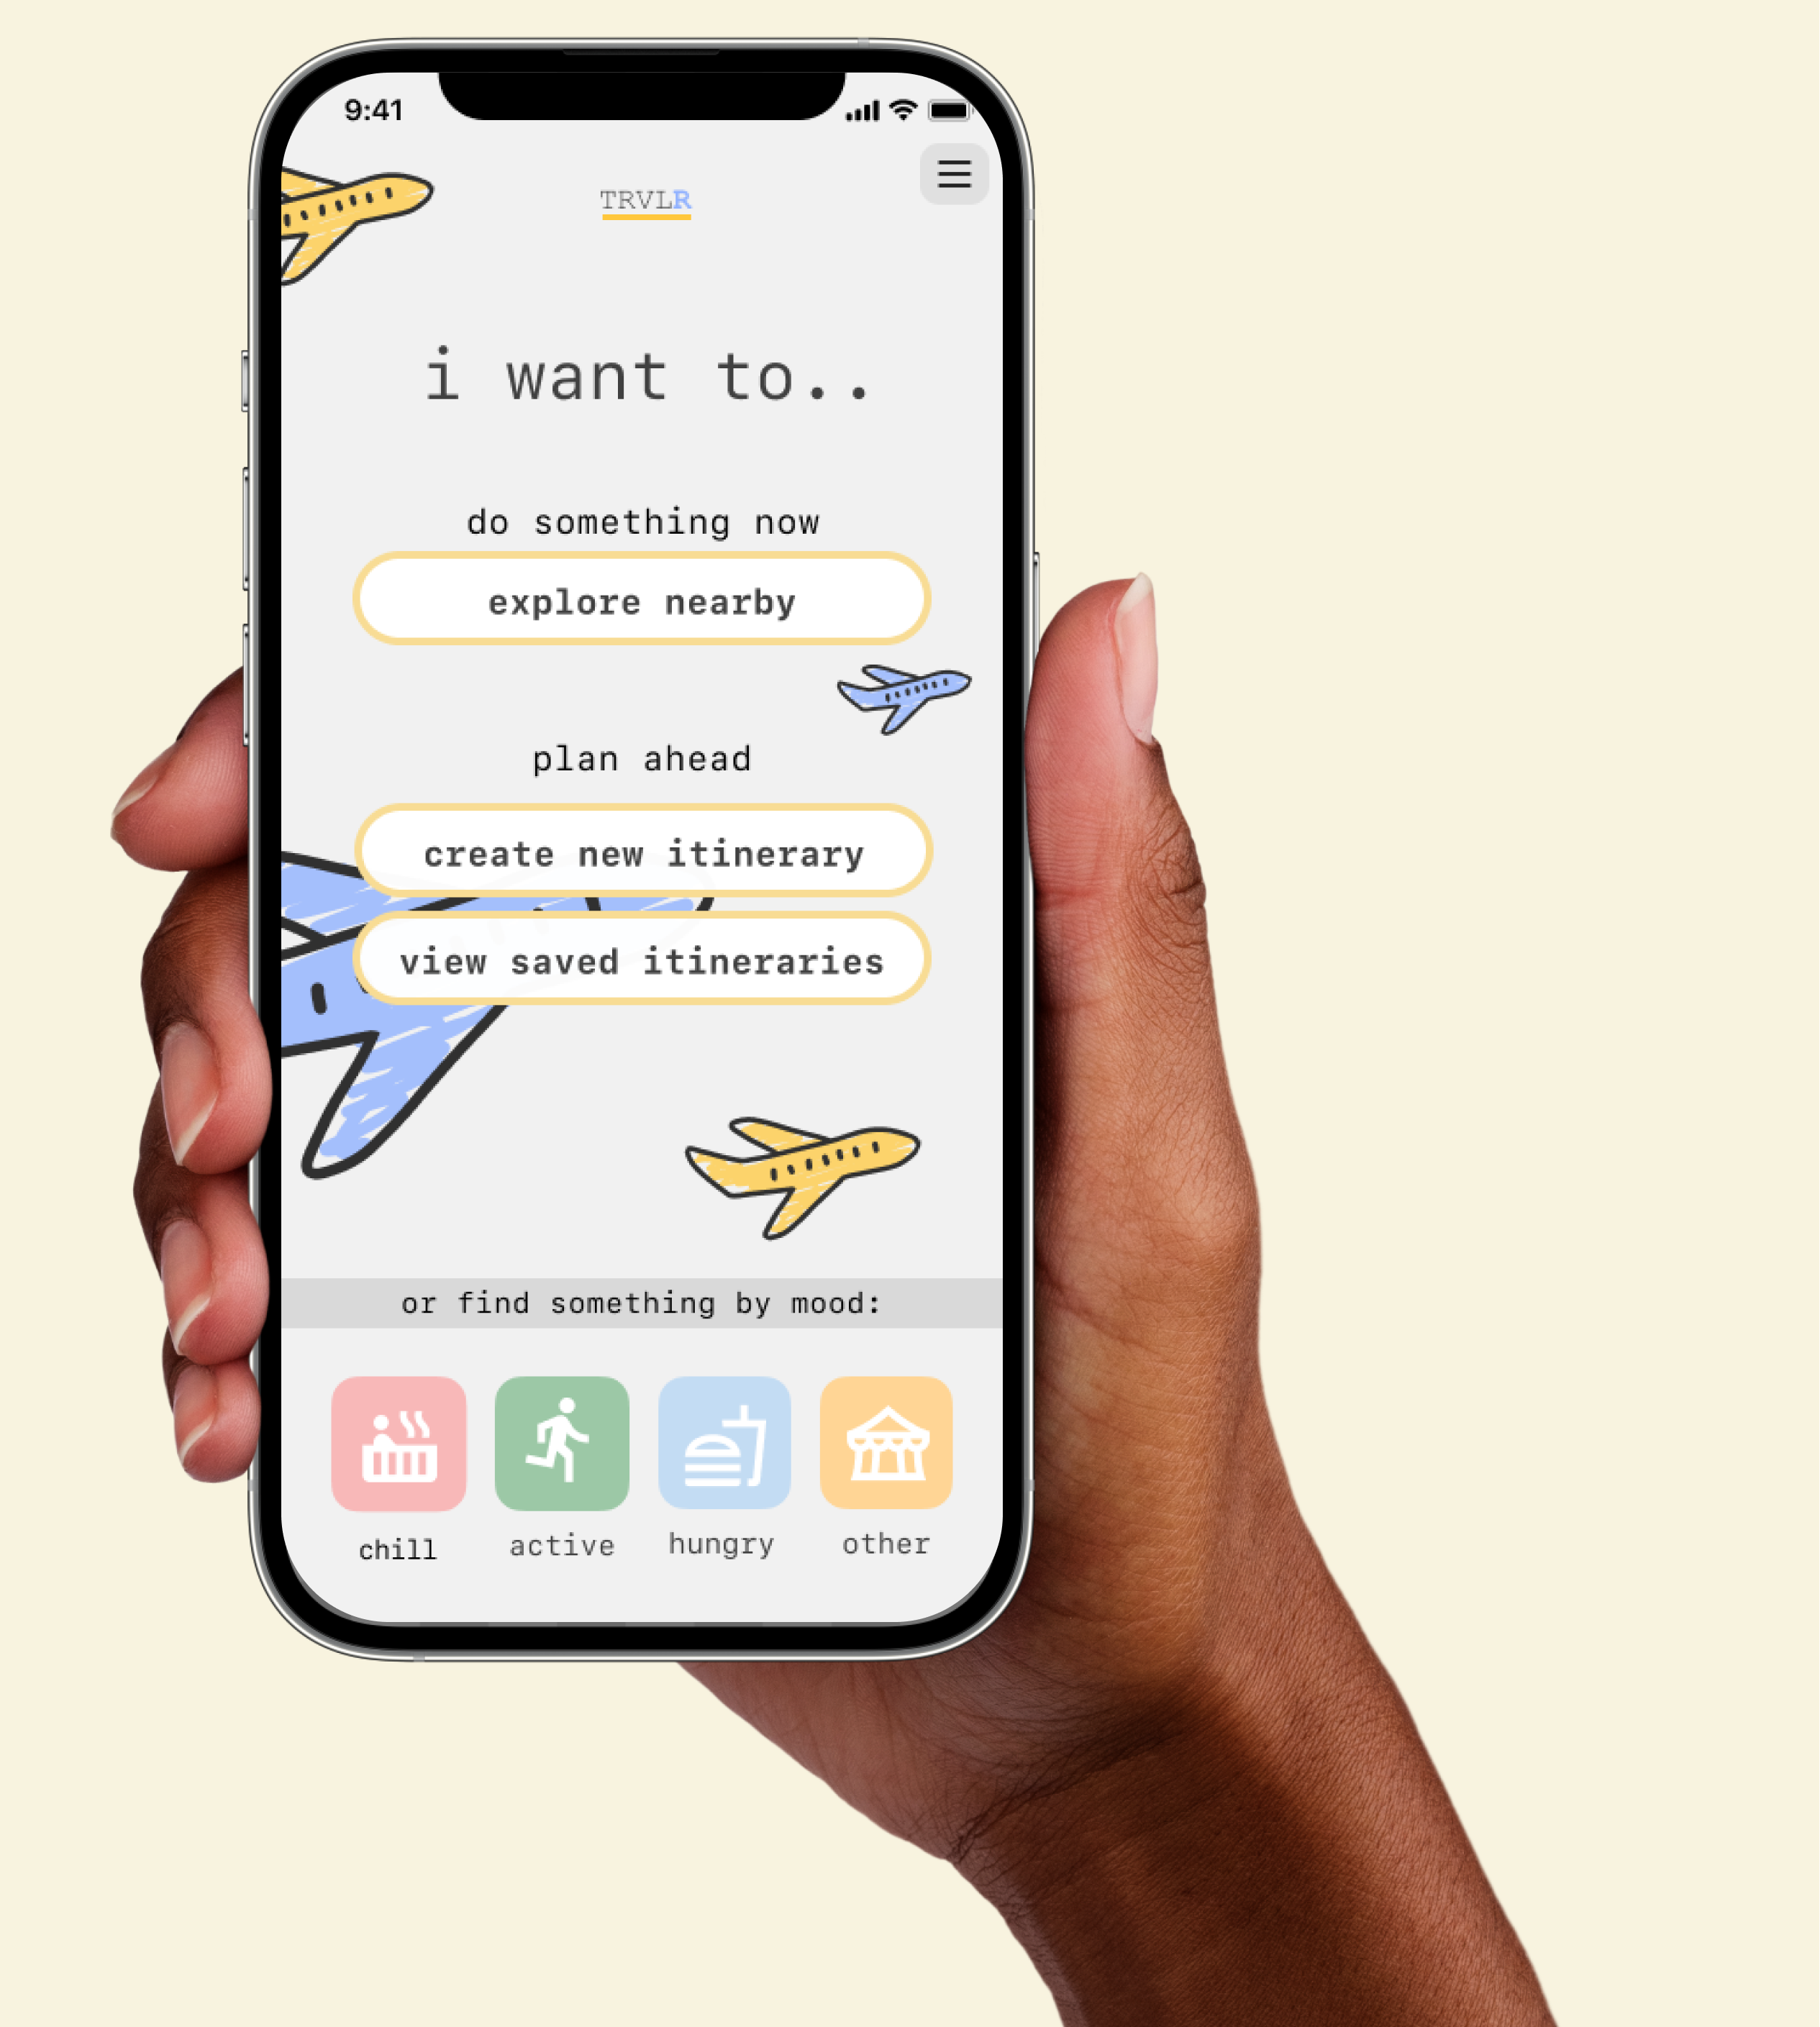 9:41
TRVLR
i want to..
do something now
explore nearby
plan ahead
create new itinerary
view saved itineraries
or find something by mood:
chill active hungry other